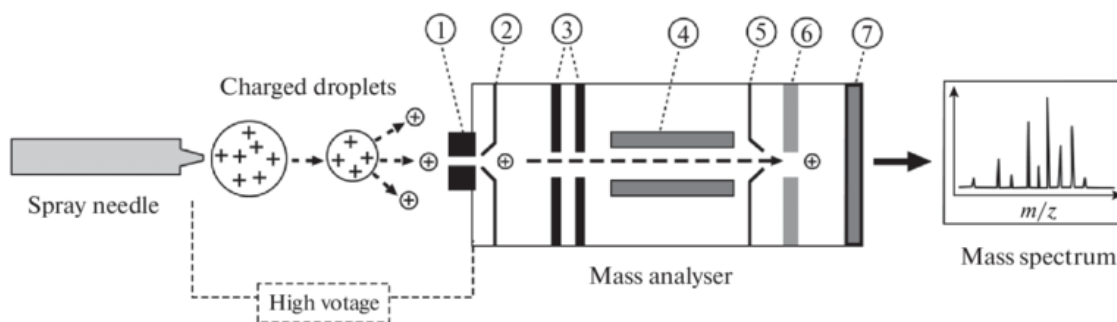 ① ② ③ ④ ⑤ ⑥ ⑦
Charged droplets
Spray needle
High votage
Mass analyser
m/z
Mass spectrum